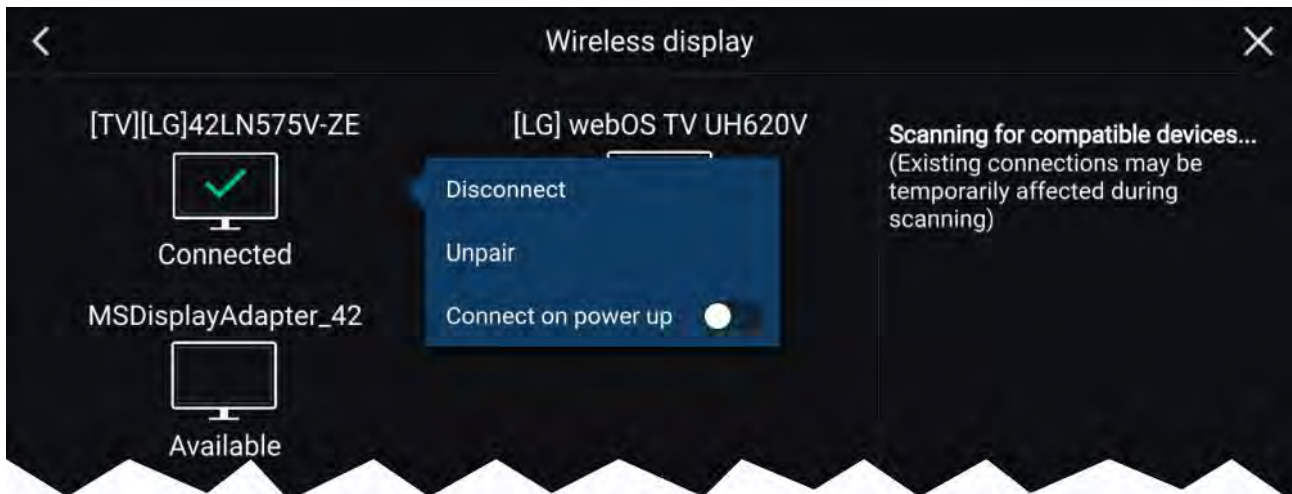 Wireless display
[TV][LG]42LN575V-ZE
Connected
[LG] webOS TV UH620V
Disconnect
Unpair
Connect on power up
Scanning for compatible devices...
(Existing connections may be
temporarily affected during
scanning)
MSDisplayAdapter_42
Available